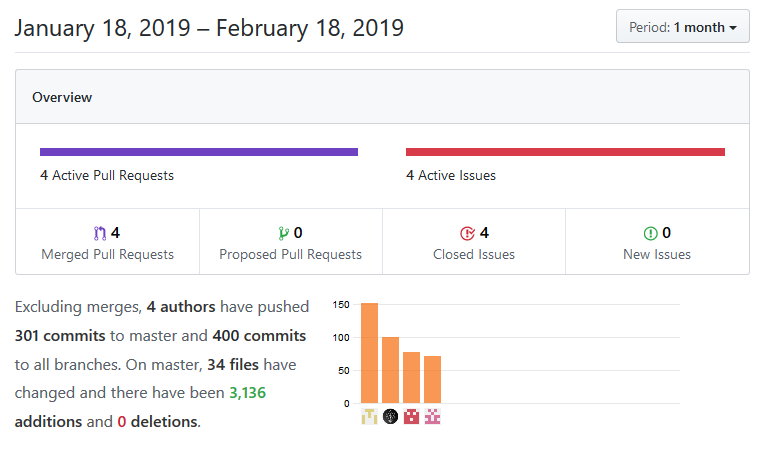 January 18, 2019 – February 18, 2019
Period: 1 month
Overview
4 Active Pull Requests
4 Active Issues
4
Merged Pull Requests
0
Proposed Pull Requests
4
Closed Issues
0
New Issues
Excluding merges, 4 authors have pushed
301 commits to master and 400 commits
to all branches. On master, 34 files have
changed and there have been 3,136
additions and 0 deletions.
150
100
50
0